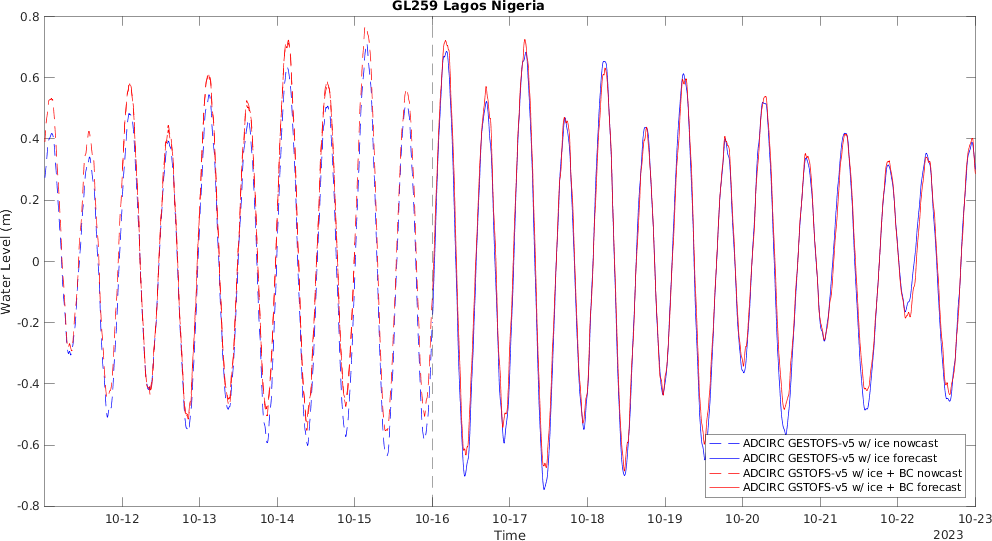 GL259 Lagos Nigeria
0.8
0.6
0.4
0.2
0
-0.2
-0.4
-0.6
-0.8
Water Level (m)
ADCIRC GESTOFS-v5 w/ ice nowcast
ADCIRC GESTOFS-v5 w/ ice forecast
ADCIRC GSTOFS-v5 w/ ice + BC nowcast
ADCIRC GSTOFS-v5 w/ ice + BC forecast
10-12 10-13 10-14 10-15 10-16 10-17 10-18 10-19 10-20 10-21 10-22 10-23
Time
2023